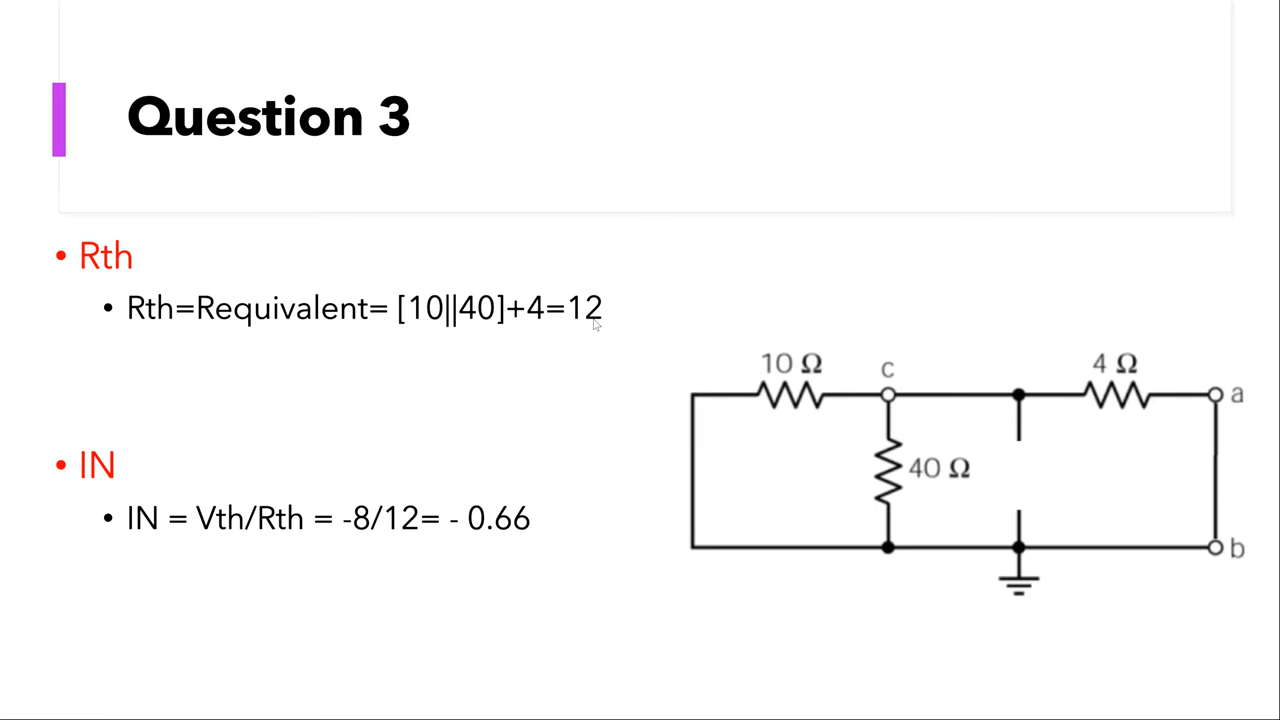 Question 3
• Rth
• Rth=Requivalent= [10||40]+4=12
• IN
• IN = Vth/Rth = -8/12= - 0.66
10 Ω
c
4 Ω
a
40 Ω
b